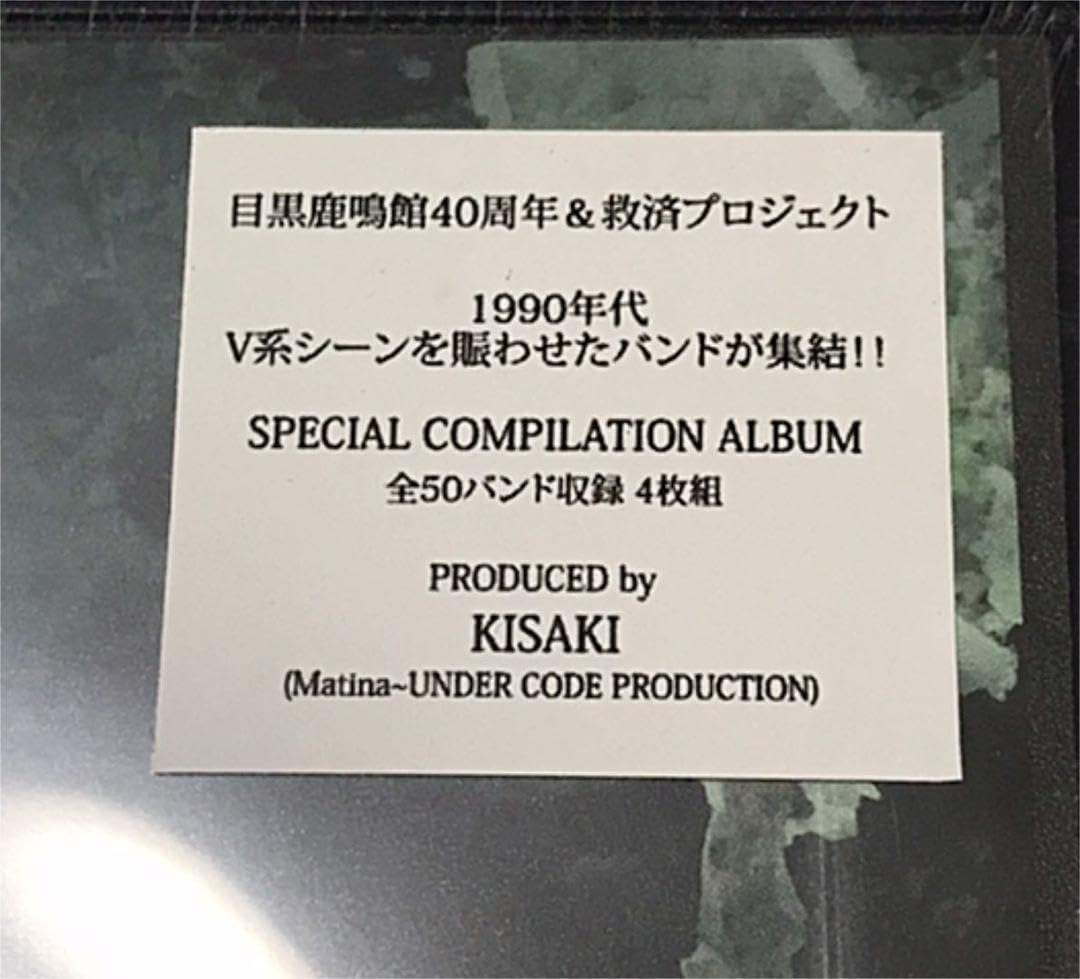 目黒鹿鳴館40周年＆救済プロジェクト
1990年代
V系シーンを賑わせたバンドが集結!!
SPECIAL COMPILATION ALBUM
全50バンド収録 4枚組
PRODUCED by
KISAKI
(Matina~UNDER CODE PRODUCTION)